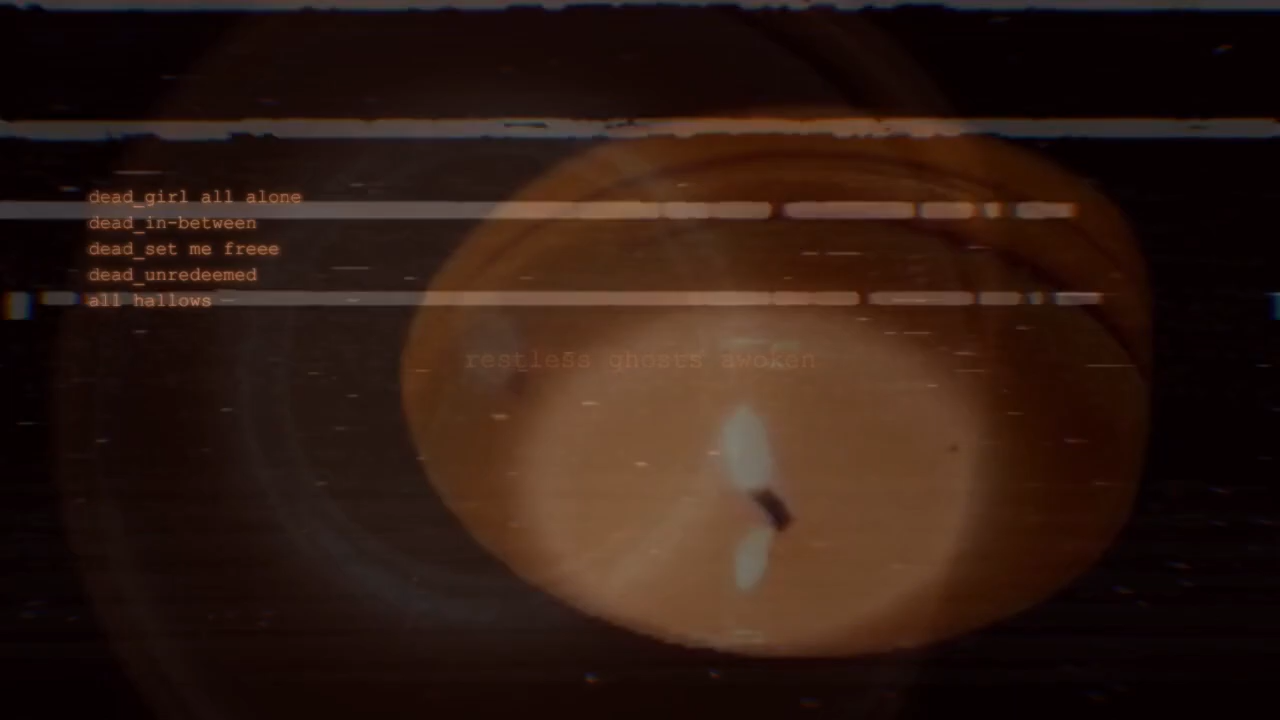 dead_girl all alone
dead_in-between
dead_set me freee
dead_unredeemed
all hallows
restless ghosts awoken